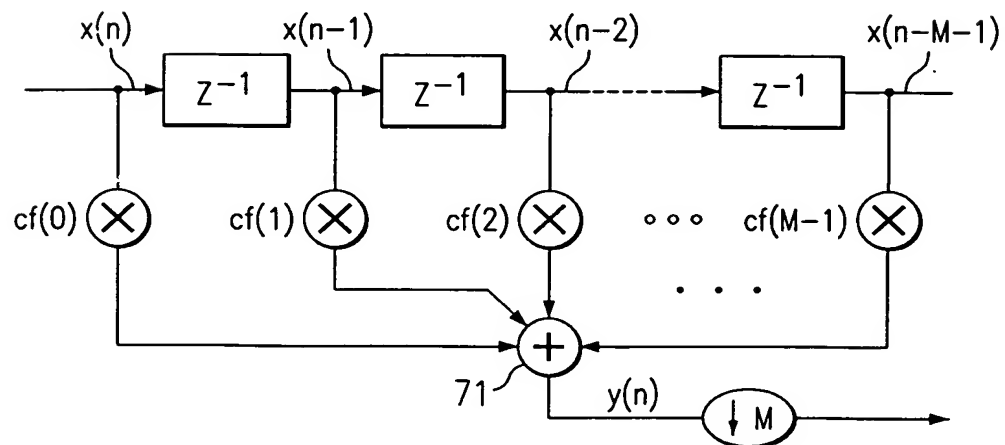 x(n) x(n-1) x(n-2) x(n-M-1)
Z⁻¹ Z⁻¹ Z⁻¹
cf(0) cf(1) cf(2) cf(M-1)
71
y(n) ↓ M